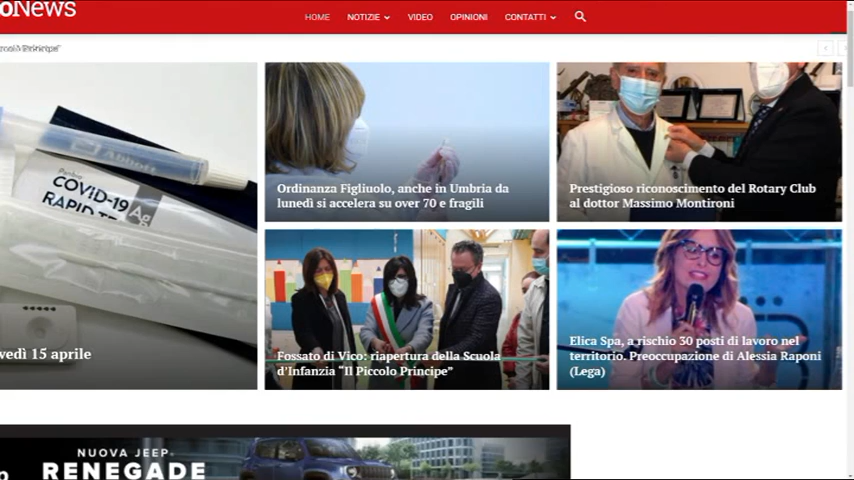 oNews
HOME NOTIZIE VIDEO OPINIONI CONTATTI
Panbio
COVID-19
Ag
RAPID
Abbott
vedì 15 aprile
Ordinanza Figliuolo, anche in Umbria da
lunedì si accelera su over 70 e fragili
Prestigioso riconoscimento del Rotary Club
al dottor Massimo Montironi
Fossato di Vico: riapertura della Scuola
d'Infanzia “Il Piccolo Principe”
Elica Spa, a rischio 30 posti di lavoro nel
territorio. Preoccupazione di Alessia Raponi
(Lega)
NUOVA JEEP
RENEGADE